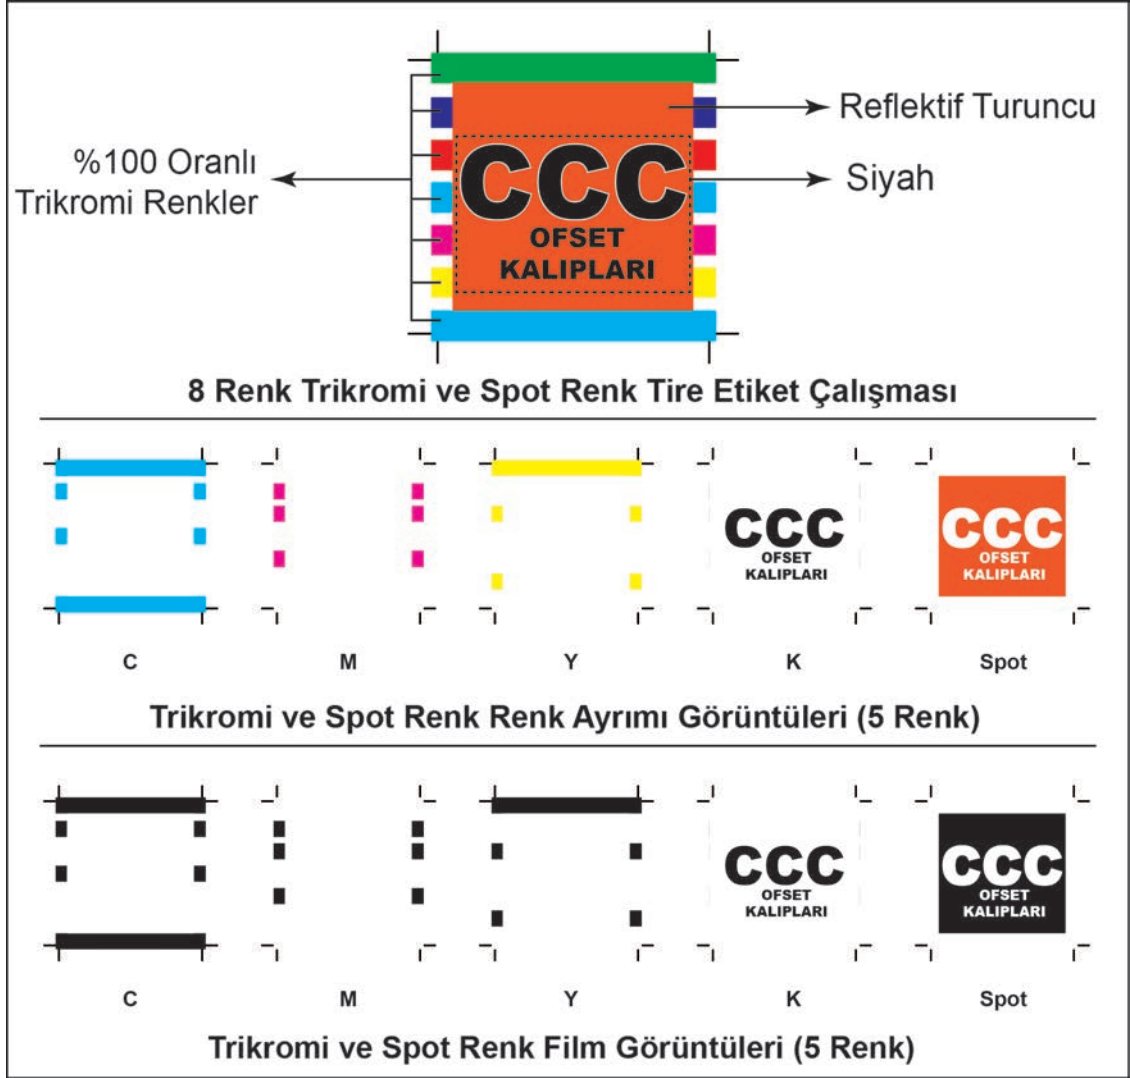 %100 Oranlı
Trikromi Renkler
Reflektif Turuncu
Siyah
CCC
OFSET
KALIPLARI
8 Renk Trikromi ve Spot Renk Tire Etiket Çalışması
CCC
OFSET
KALIPLARI
CCC
OFSET
KALIPLARI
C M Y K Spot
Trikromi ve Spot Renk Renk Ayrımı Görüntüleri (5 Renk)
CCC
OFSET
KALIPLARI
CCC
OFSET
KALIPLARI
C M Y K Spot
Trikromi ve Spot Renk Film Görüntüleri (5 Renk)